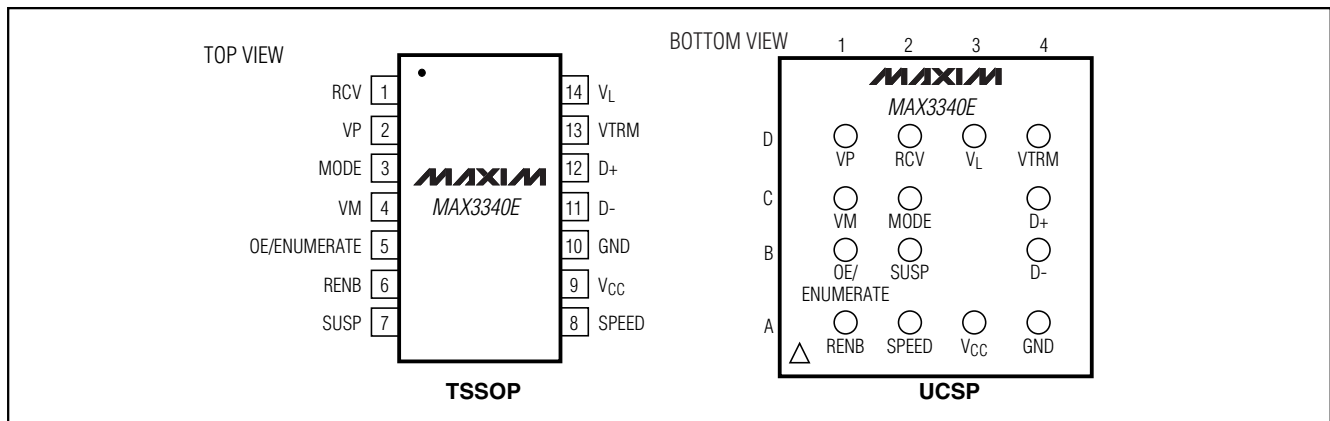 TOP VIEW
RCV 1
VP 2
MODE 3
VM 4
OE/ENUMERATE 5
RENB 6
SUSP 7
MAXIM
MAX3340E
14 VL
13 VTRM
12 D+
11 D-
10 GND
9 VCC
8 SPEED
TSSOP
BOTTOM VIEW
1 2 3 4
MAXIM
MAX3340E
D
VP RCV VL VTRM
C
VM MODE D+
B
OE/ SUSP D-
ENUMERATE
A
RENB SPEED VCC GND
UCSP